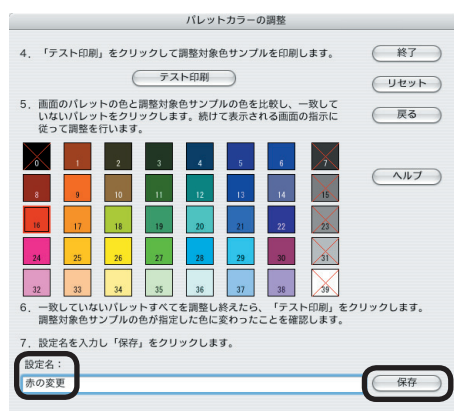 パレットカラーの調整
4. 「テスト印刷」をクリックして調整対象色サンプルを印刷します。
終了
テスト印刷
リセット
5. 画面のパレットの色と調整対象色サンプルの色を比較し、一致して
いないパレットをクリックします。続けて表示される画面の指示に
従って調整を行います。
戻る
0 1 2 3 4 5 6 7
ヘルプ
8 9 10 11 12 13 14 15
16 17 18 19 20 21 22 23
24 25 26 27 28 29 30 31
32 33 34 35 36 37 38 39
6. 一致していないパレットすべてを調整し終えたら、「テスト印刷」をクリックします。
調整対象色サンプルの色が指定した色に変わったことを確認します。
7. 設定名を入力し「保存」をクリックします。
設定名：
赤の変更
保存